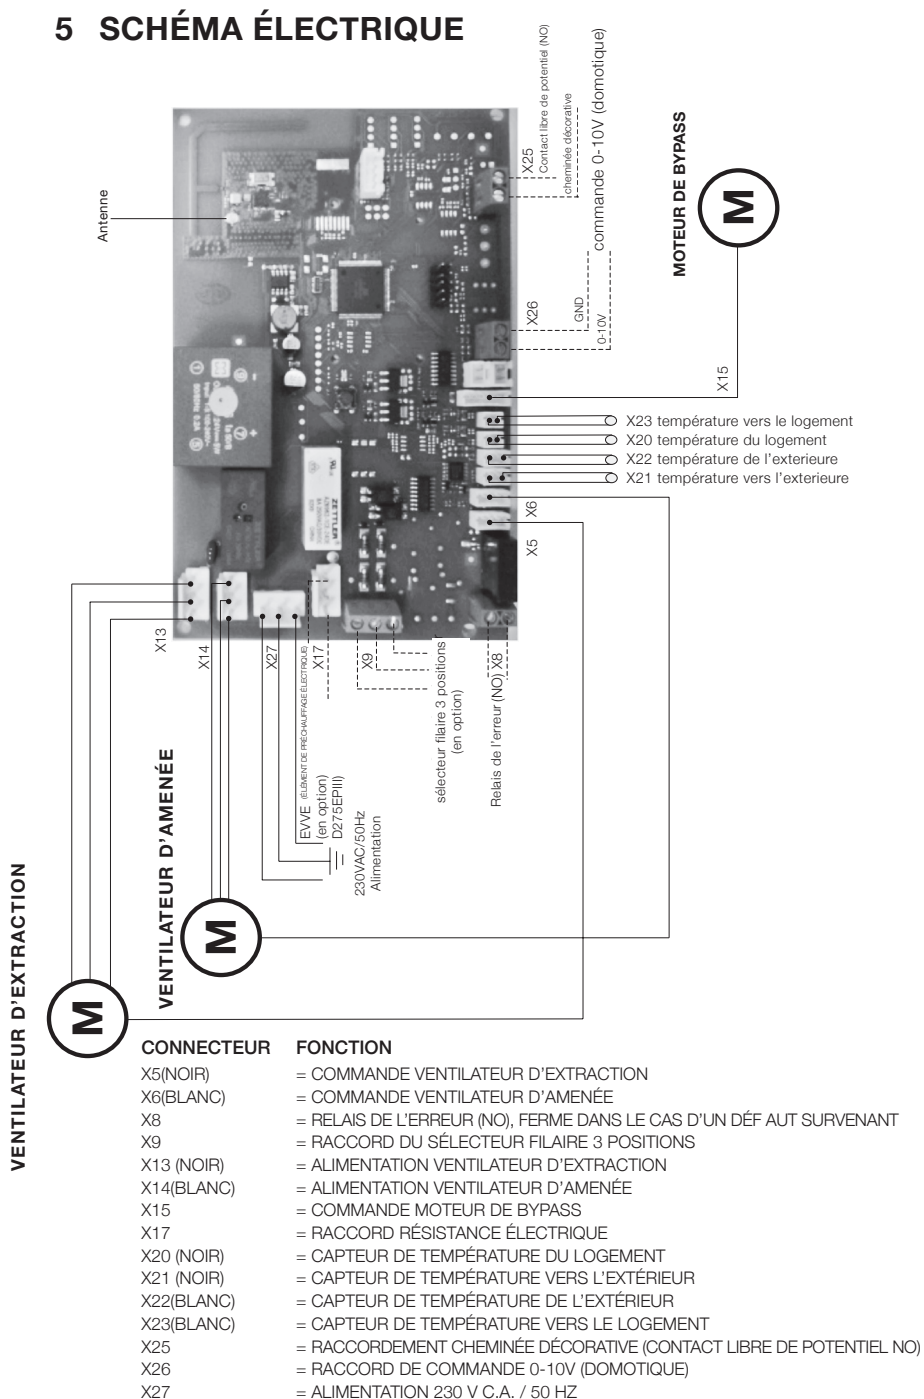 5 SCHÉMA ÉLECTRIQUE
Antenne
X25
Contact libre de potentiel (NO)
cheminée décorative
commande 0-10V (domotique)
X26
GND
0-10V
MOTEUR DE BYPASS
M
X15
X23 température vers le logement
X20 température du logement
X22 température de l'exterieure
X21 température vers l'exterieure
X6
X5
ZETTLER
X13
X14
X27
X17
X9
X8
EVVE (ÉLÉMENT DE PRÉCHAUFFAGE ÉLECTRIQUE)
(en option)
D275EPIII)
230VAC/50Hz
Alimentation
sélecteur filaire 3 positions
(en option)
Relais de l'erreur (NO)
VENTILATEUR D'AMENÉE
M
VENTILATEUR D'EXTRACTION
M
CONNECTEUR FONCTION
X5(NOIR) = COMMANDE VENTILATEUR D'EXTRACTION
X6(BLANC) = COMMANDE VENTILATEUR D'AMENÉE
X8 = RELAIS DE L'ERREUR (NO), FERME DANS LE CAS D'UN DÉF AUT SURVENANT
X9 = RACCORD DU SÉLECTEUR FILAIRE 3 POSITIONS
X13 (NOIR) = ALIMENTATION VENTILATEUR D'EXTRACTION
X14(BLANC) = ALIMENTATION VENTILATEUR D'AMENÉE
X15 = COMMANDE MOTEUR DE BYPASS
X17 = RACCORD RÉSISTANCE ÉLECTRIQUE
X20 (NOIR) = CAPTEUR DE TEMPÉRATURE DU LOGEMENT
X21 (NOIR) = CAPTEUR DE TEMPÉRATURE VERS L'EXTÉRIEUR
X22(BLANC) = CAPTEUR DE TEMPÉRATURE DE L'EXTÉRIEUR
X23(BLANC) = CAPTEUR DE TEMPÉRATURE VERS LE LOGEMENT
X25 = RACCORDEMENT CHEMINÉE DÉCORATIVE (CONTACT LIBRE DE POTENTIEL NO)
X26 = RACCORD DE COMMANDE 0-10V (DOMOTIQUE)
X27 = ALIMENTATION 230 V C.A. / 50 HZ